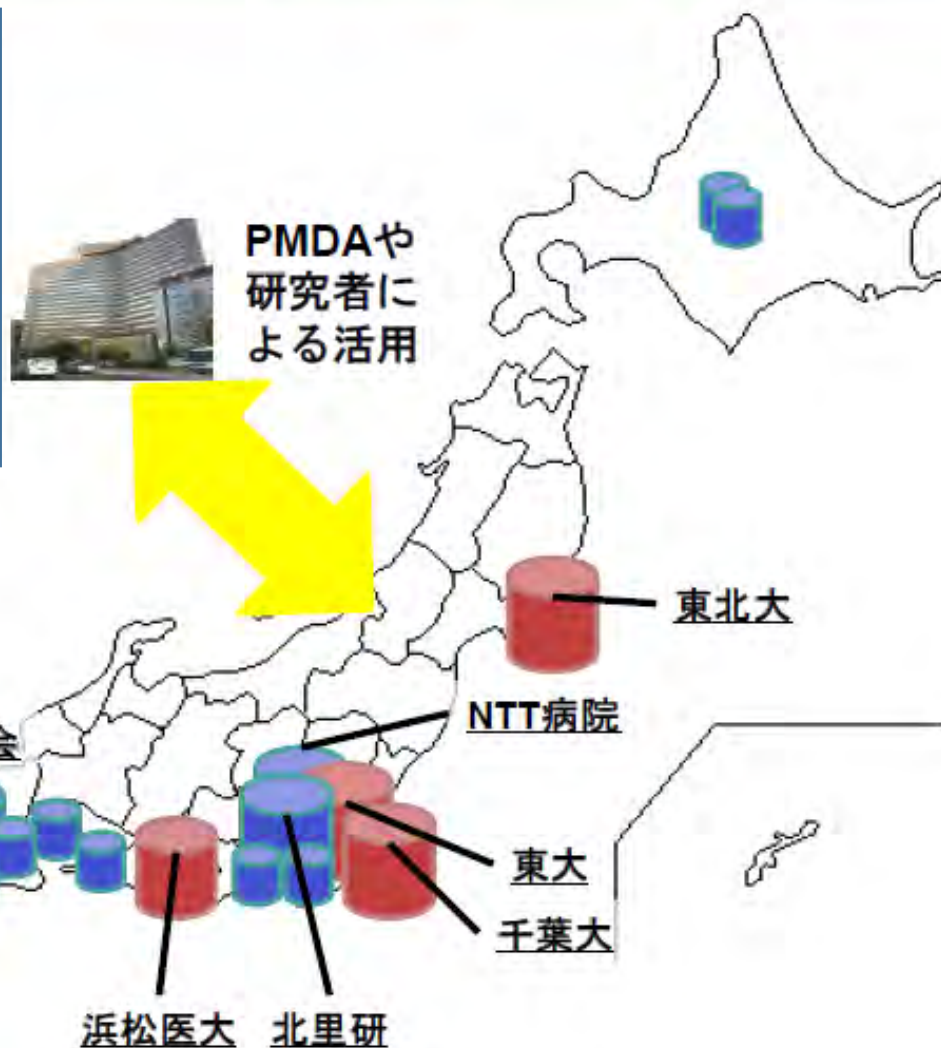 PMDAや
研究者に
よる活用
東北大
NTT病院
会
東大
千葉大
浜松医大
北里研